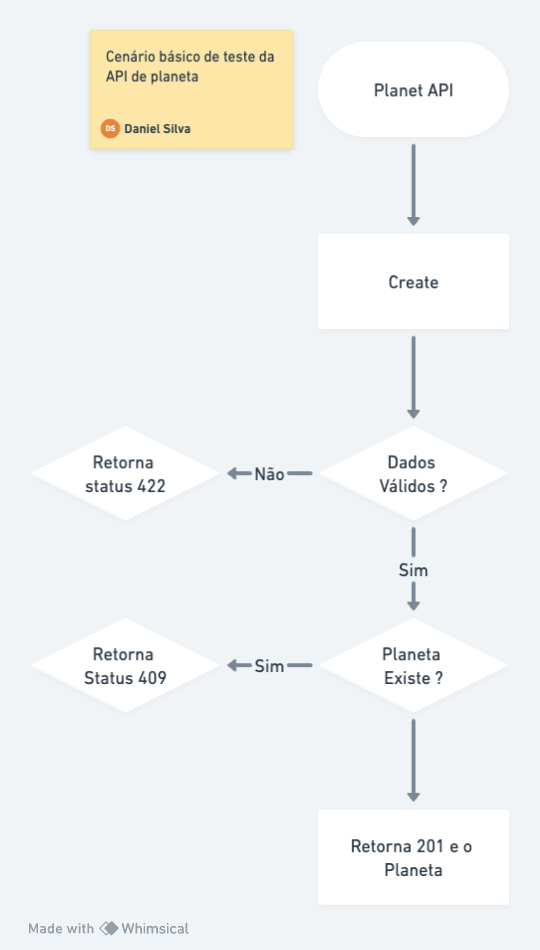 Cenário básico de teste da
API de planeta
DS Daniel Silva
Planet API
Create
Dados
Válidos ?
Não
Retorna
status 422
Sim
Planeta
Existe ?
Sim
Retorna
Status 409
Retorna 201 e o
Planeta
Made with Whimsical